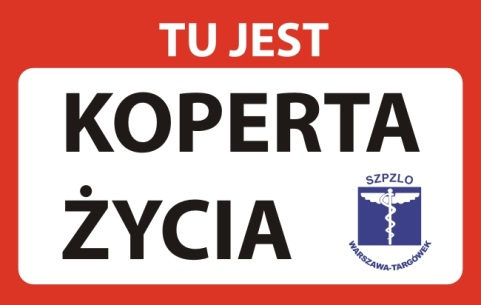 TU JEST
KOPERTA
ŻYCIA
SZPZLO
WARSZAWA-TARGÓWEK